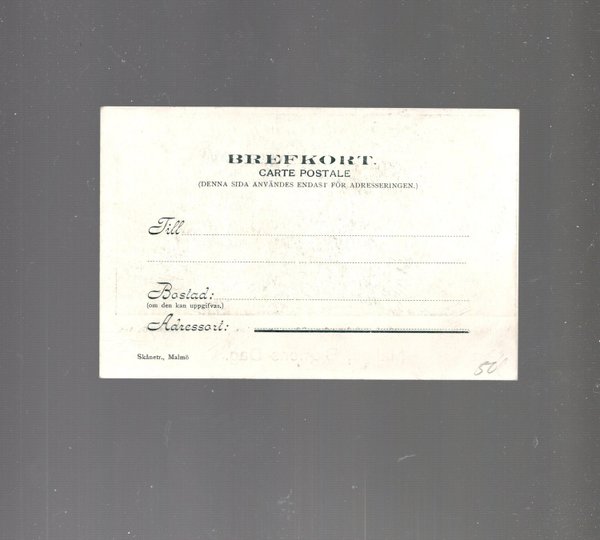 BREFKORT.
CARTE POSTALE
(DENNA SIDA ANVÄNDES ENDAST FÖR ADRESSERINGEN.)
Till
Bostad:
(om den kan uppgifvas.)
Adressort:
Skånetr., Malmö
50